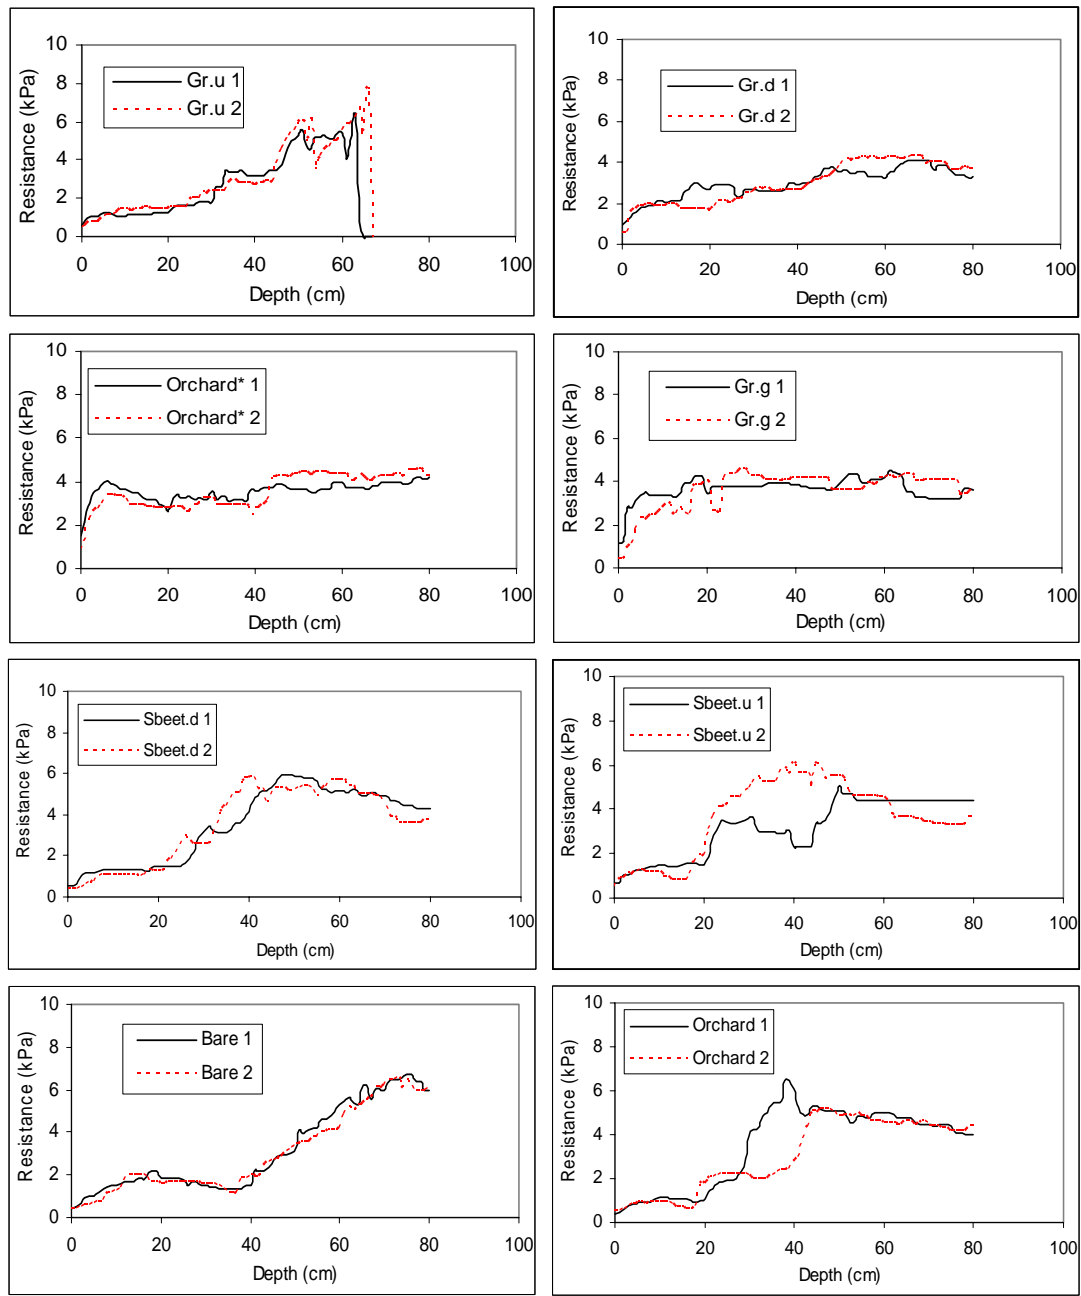 Resistance (kPa)
10
8
6
4
2
0
Gr.u 1
Gr.u 2
0 20 40 60 80 100
Depth (cm)
Resistance (kPa)
10
8
6
4
2
0
Gr.d 1
Gr.d 2
0 20 40 60 80 100
Depth (cm)
Resistance (kPa)
10
8
6
4
2
0
Orchard* 1
Orchard* 2
0 20 40 60 80 100
Depth (cm)
Resistance (kPa)
10
8
6
4
2
0
Gr.g 1
Gr.g 2
0 20 40 60 80 100
Depth (cm)
Resistance (kPa)
10
8
6
4
2
0
Sbeet.d 1
Sbeet.d 2
0 20 40 60 80 100
Depth (cm)
Resistance (kPa)
10
8
6
4
2
0
Sbeet.u 1
Sbeet.u 2
0 20 40 60 80 100
Depth (cm)
Resistance (kPa)
10
8
6
4
2
0
Bare 1
Bare 2
0 20 40 60 80 100
Depth (cm)
Resistance (kPa)
10
8
6
4
2
0
Orchard 1
Orchard 2
0 20 40 60 80 100
Depth (cm)